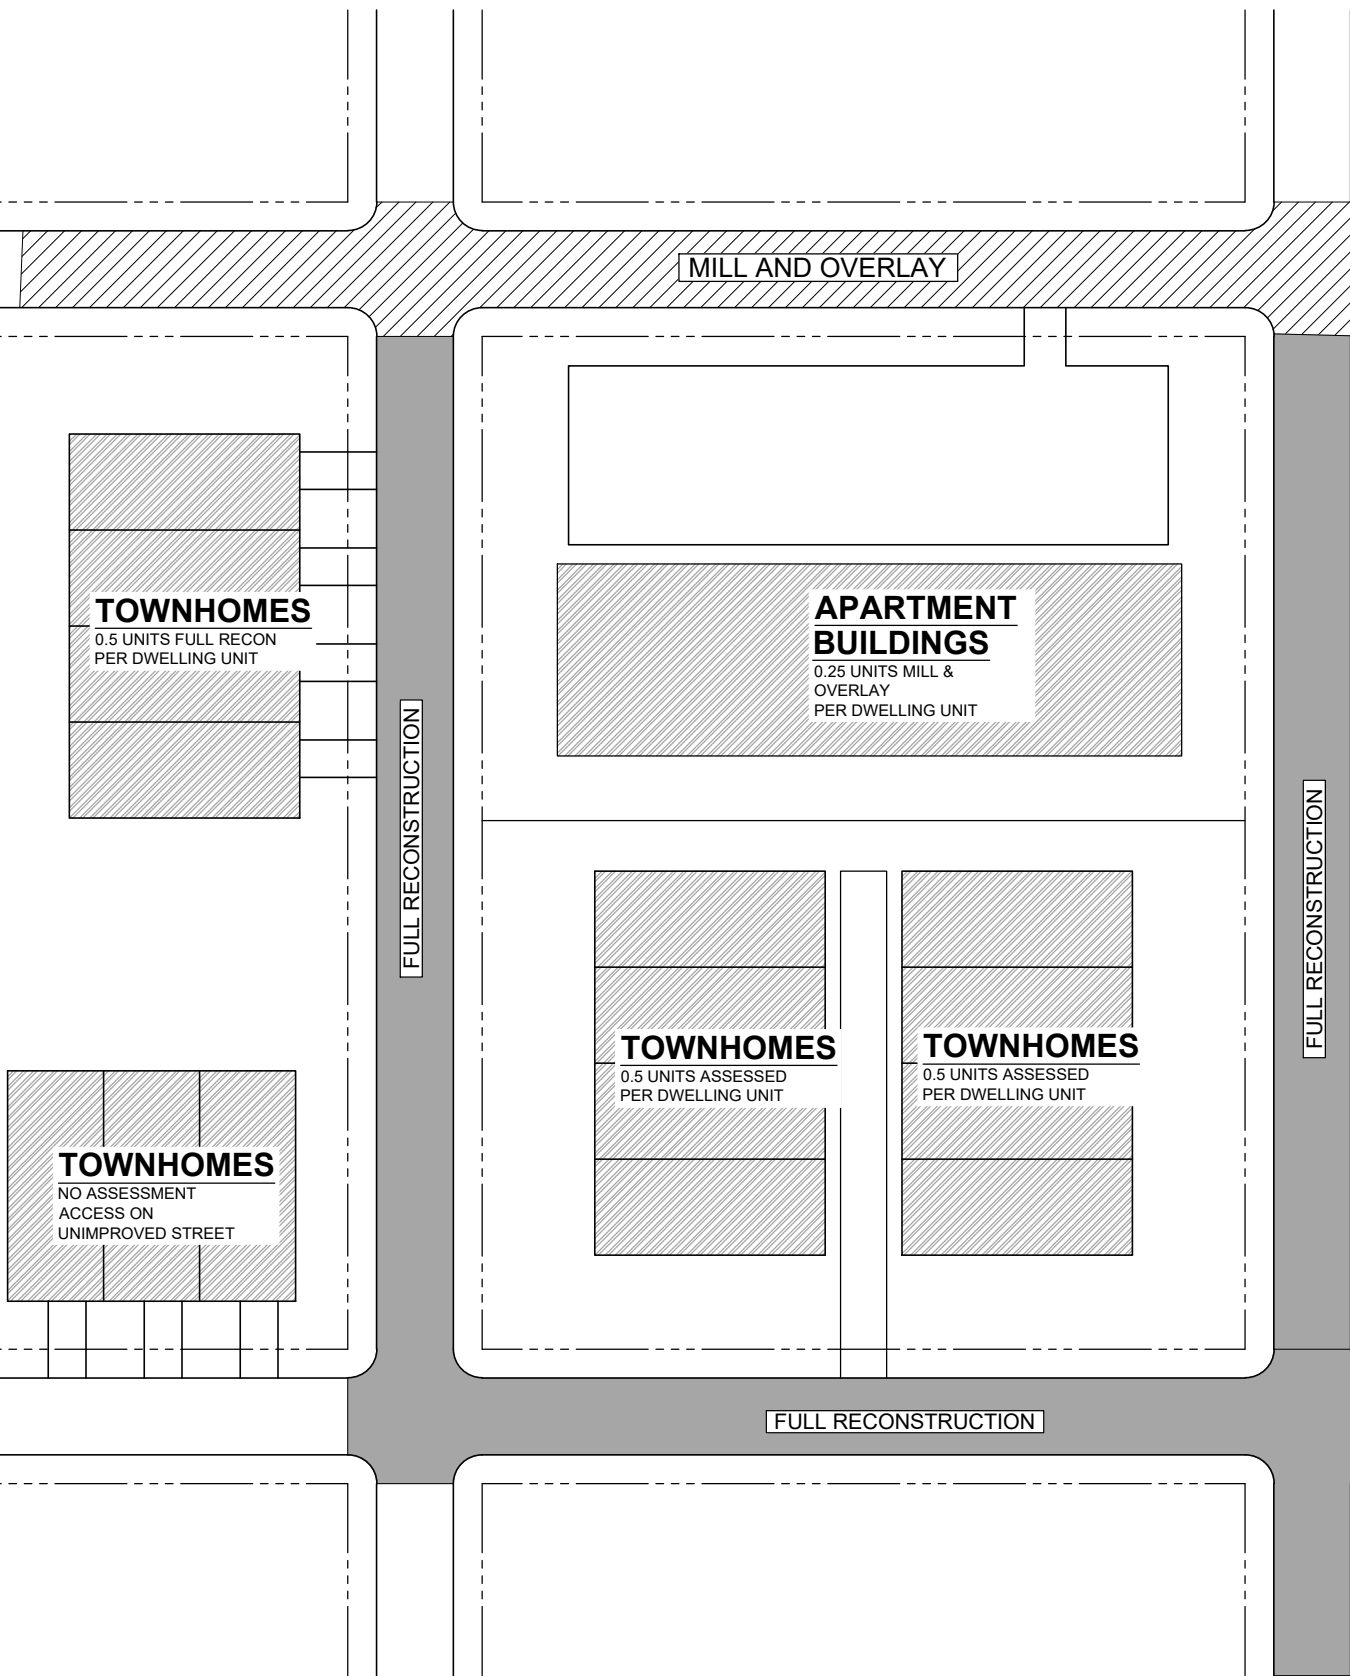 MILL AND OVERLAY
TOWNHOMES
0.5 UNITS FULL RECON
PER DWELLING UNIT
APARTMENT
BUILDINGS
0.25 UNITS MILL &
OVERLAY
PER DWELLING UNIT
FULL RECONSTRUCTION
FULL RECONSTRUCTION
TOWNHOMES
0.5 UNITS ASSESSED
PER DWELLING UNIT
TOWNHOMES
0.5 UNITS ASSESSED
PER DWELLING UNIT
TOWNHOMES
NO ASSESSMENT
ACCESS ON
UNIMPROVED STREET
FULL RECONSTRUCTION